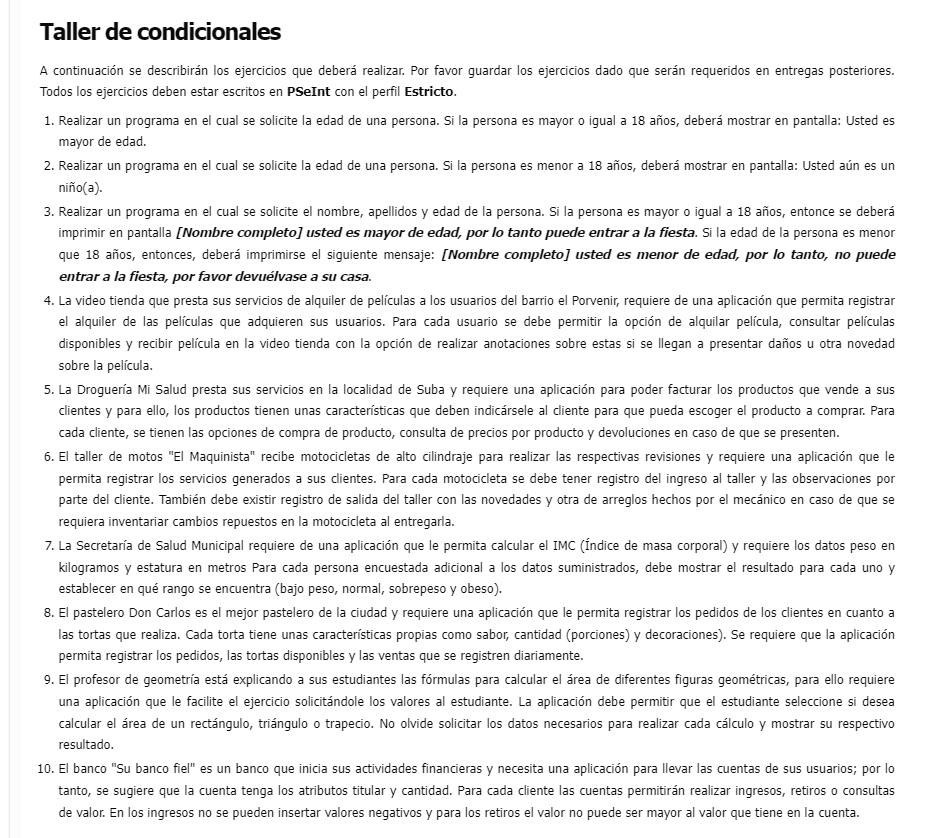 Taller de condicionales
A continuación se describirán los ejercicios que deberá realizar. Por favor guardar los ejercicios dado que serán requeridos en entregas posteriores.
Todos los ejercicios deben estar escritos en PSeInt con el perfil Estricto.
1. Realizar un programa en el cual se solicite la edad de una persona. Si la persona es mayor o igual a 18 años, deberá mostrar en pantalla: Usted es
mayor de edad.
2. Realizar un programa en el cual se solicite la edad de una persona. Si la persona es menor a 18 años, deberá mostrar en pantalla: Usted aún es un
niño(a).
3. Realizar un programa en el cual se solicite el nombre, apellidos y edad de la persona. Si la persona es mayor o igual a 18 años, entonce se deberá
imprimir en pantalla [Nombre completo] usted es mayor de edad, por lo tanto puede entrar a la fiesta. Si la edad de la persona es menor
que 18 años, entonces, deberá imprimirse el siguiente mensaje: [Nombre completo] usted es menor de edad, por lo tanto, no puede
entrar a la fiesta, por favor devuélvase a su casa.
4. La video tienda que presta sus servicios de alquiler de películas a los usuarios del barrio el Porvenir, requiere de una aplicación que permita registrar
el alquiler de las películas que adquieren sus usuarios. Para cada usuario se debe permitir la opción de alquilar película, consultar películas
disponibles y recibir película en la video tienda con la opción de realizar anotaciones sobre estas si se llegan a presentar daños u otra novedad
sobre la película.
5. La Droguería Mi Salud presta sus servicios en la localidad de Suba y requiere una aplicación para poder facturar los productos que vende a sus
clientes y para ello, los productos tienen unas características que deben indicársele al cliente para que pueda escoger el producto a comprar. Para
cada cliente, se tienen las opciones de compra de producto, consulta de precios por producto y devoluciones en caso de que se presenten.
6. El taller de motos "El Maquinista" recibe motocicletas de alto cilindraje para realizar las respectivas revisiones y requiere una aplicación que le
permita registrar los servicios generados a sus clientes. Para cada motocicleta se debe tener registro del ingreso al taller y las observaciones por
parte del cliente. También debe existir registro de salida del taller con las novedades y otra de arreglos hechos por el mecánico en caso de que se
requiera inventariar cambios repuestos en la motocicleta al entregarla.
7. La Secretaría de Salud Municipal requiere de una aplicación que le permita calcular el IMC (Índice de masa corporal) y requiere los datos peso en
kilogramos y estatura en metros Para cada persona encuestada adicional a los datos suministrados, debe mostrar el resultado para cada uno y
establecer en qué rango se encuentra (bajo peso, normal, sobrepeso y obeso).
8. El pastelero Don Carlos es el mejor pastelero de la ciudad y requiere una aplicación que le permita registrar los pedidos de los clientes en cuanto a
las tortas que realiza. Cada torta tiene unas características propias como sabor, cantidad (porciones) y decoraciones). Se requiere que la aplicación
permita registrar los pedidos, las tortas disponibles y las ventas que se registren diariamente.
9. El profesor de geometría está explicando a sus estudiantes las fórmulas para calcular el área de diferentes figuras geométricas, para ello requiere
una aplicación que le facilite el ejercicio solicitándole los valores al estudiante. La aplicación debe permitir que el estudiante seleccione si desea
calcular el área de un rectángulo, triángulo o trapecio. No olvide solicitar los datos necesarios para realizar cada cálculo y mostrar su respectivo
resultado.
10. El banco "Su banco fiel" es un banco que inicia sus actividades financieras y necesita una aplicación para llevar las cuentas de sus usuarios; por lo
tanto, se sugiere que la cuenta tenga los atributos titular y cantidad. Para cada cliente las cuentas permitirán realizar ingresos, retiros o consultas
de valor. En los ingresos no se pueden insertar valores negativos y para los retiros el valor no puede ser mayor al valor que tiene en la cuenta.